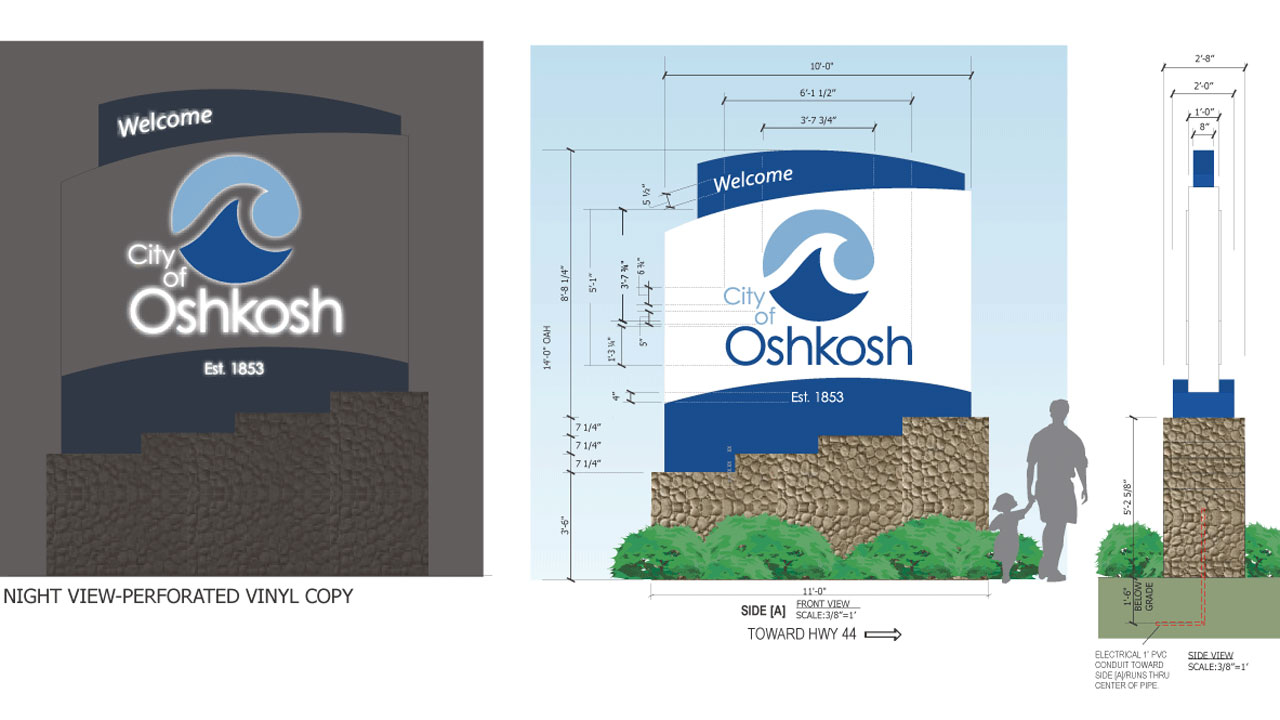 Welcome
City
of
Oshkosh
Est. 1853
NIGHT VIEW-PERFORATED VINYL COPY
10'-0"
6'-1 1/2"
3'-7 3/4"
5 ½"
Welcome
8'-8 1/4"
5'-1"
3'-7 ¾"
6 ¾"
City
of
Oshkosh
14'-0" OAH
1'-3 ¼"
5"
4"
Est. 1853
7 1/4"
7 1/4"
7 1/4"
3'-6"
11'-0"
SIDE [A]
FRONT VIEW
SCALE:3/8"=1'
TOWARD HWY 44
2'-8"
2'-0"
1'-0"
8"
5'-2 5/8"
1'-6"
BELOW
GRADE
ELECTRICAL 1' PVC
CONDUIT TOWARD
SIDE [A]/RUNS THRU
CENTER OF PIPE.
SIDE VIEW
SCALE:3/8"=1'